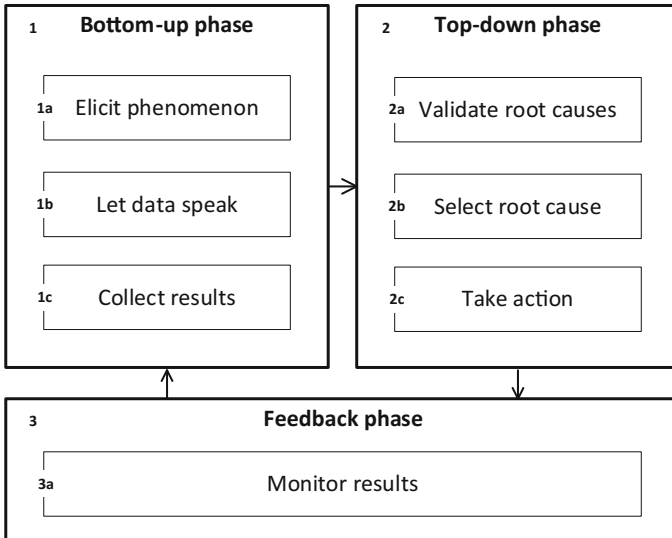 1 Bottom-up phase
1a Elicit phenomenon
1b Let data speak
1c Collect results
2 Top-down phase
2a Validate root causes
2b Select root cause
2c Take action
3 Feedback phase
3a Monitor results